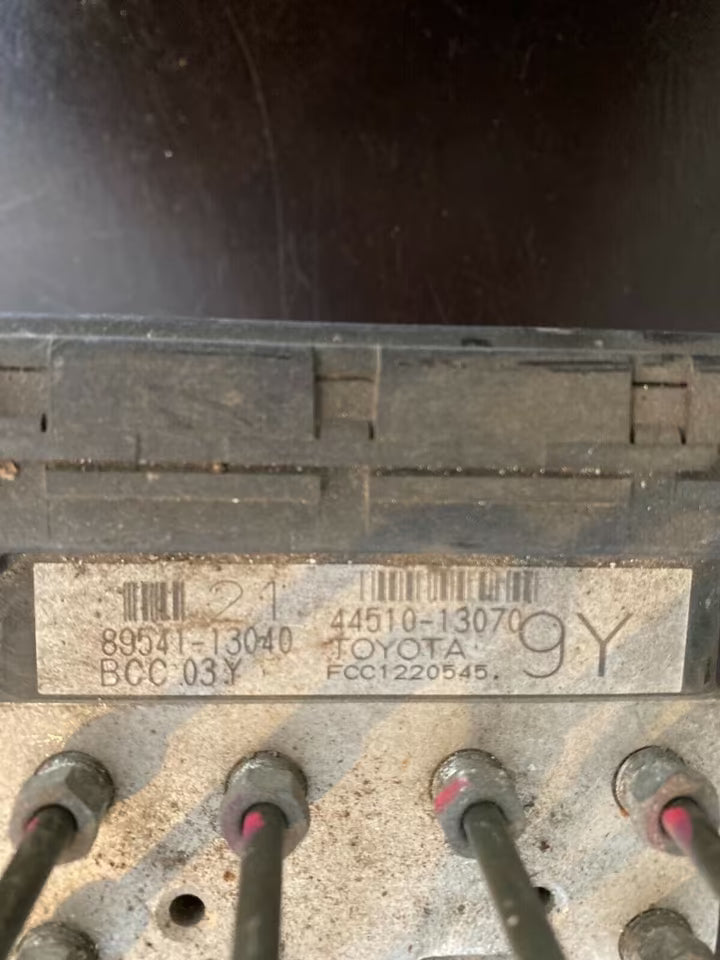 21
44510-13070
89541-13040
TOYOTA
9Y
BCC 03Y
FCC1220545.